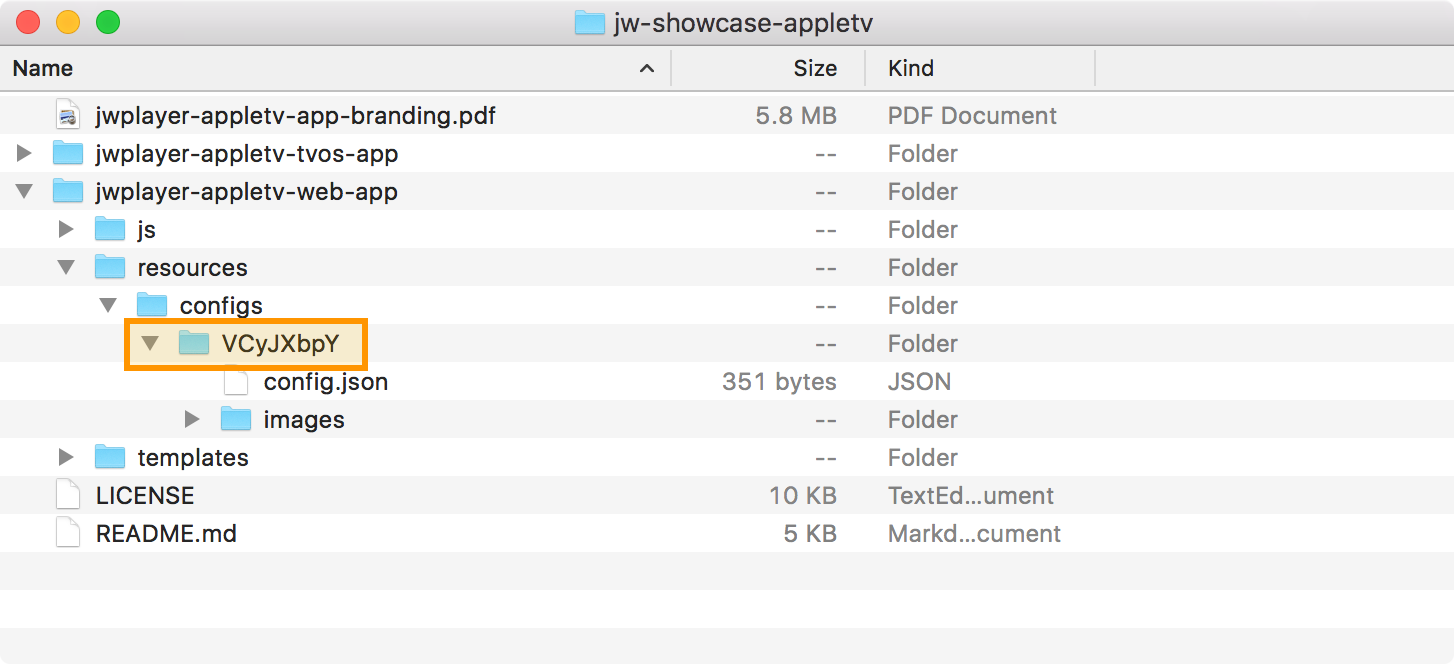 jw-showcase-appletv
Name Size Kind
jwplayer-appletv-app-branding.pdf 5.8 MB PDF Document
jwplayer-appletv-tvos-app -- Folder
jwplayer-appletv-web-app -- Folder
js -- Folder
resources -- Folder
configs -- Folder
VCyJXbpY -- Folder
config.json 351 bytes JSON
images -- Folder
templates -- Folder
LICENSE 10 KB TextEd...ument
README.md 5 KB Markd...cument